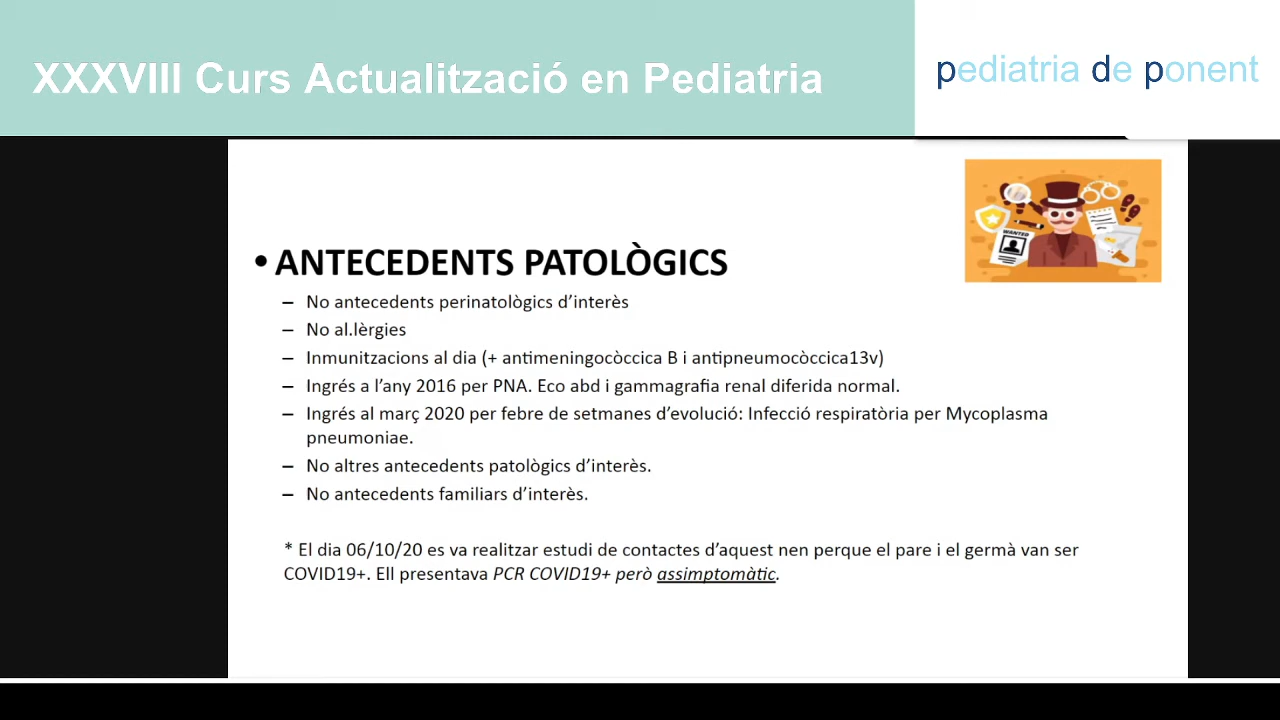 XXXVIII Curs Actualització en Pediatria
pediatria de ponent
WANTED
• ANTECEDENTS PATOLÒGICS
– No antecedents perinatològics d’interès
– No al.lèrgies
– Inmunitzacions al dia (+ antimeningocòccica B i antipneumocòccica13v)
– Ingrés a l’any 2016 per PNA. Eco abd i gammagrafia renal diferida normal.
– Ingrés al març 2020 per febre de setmanes d’evolució: Infecció respiratòria per Mycoplasma
pneumoniae.
– No altres antecedents patològics d’interès.
– No antecedents familiars d’interès.
* El dia 06/10/20 es va realitzar estudi de contactes d’aquest nen perque el pare i el germà van ser
COVID19+. Ell presentava PCR COVID19+ però assimptomàtic.